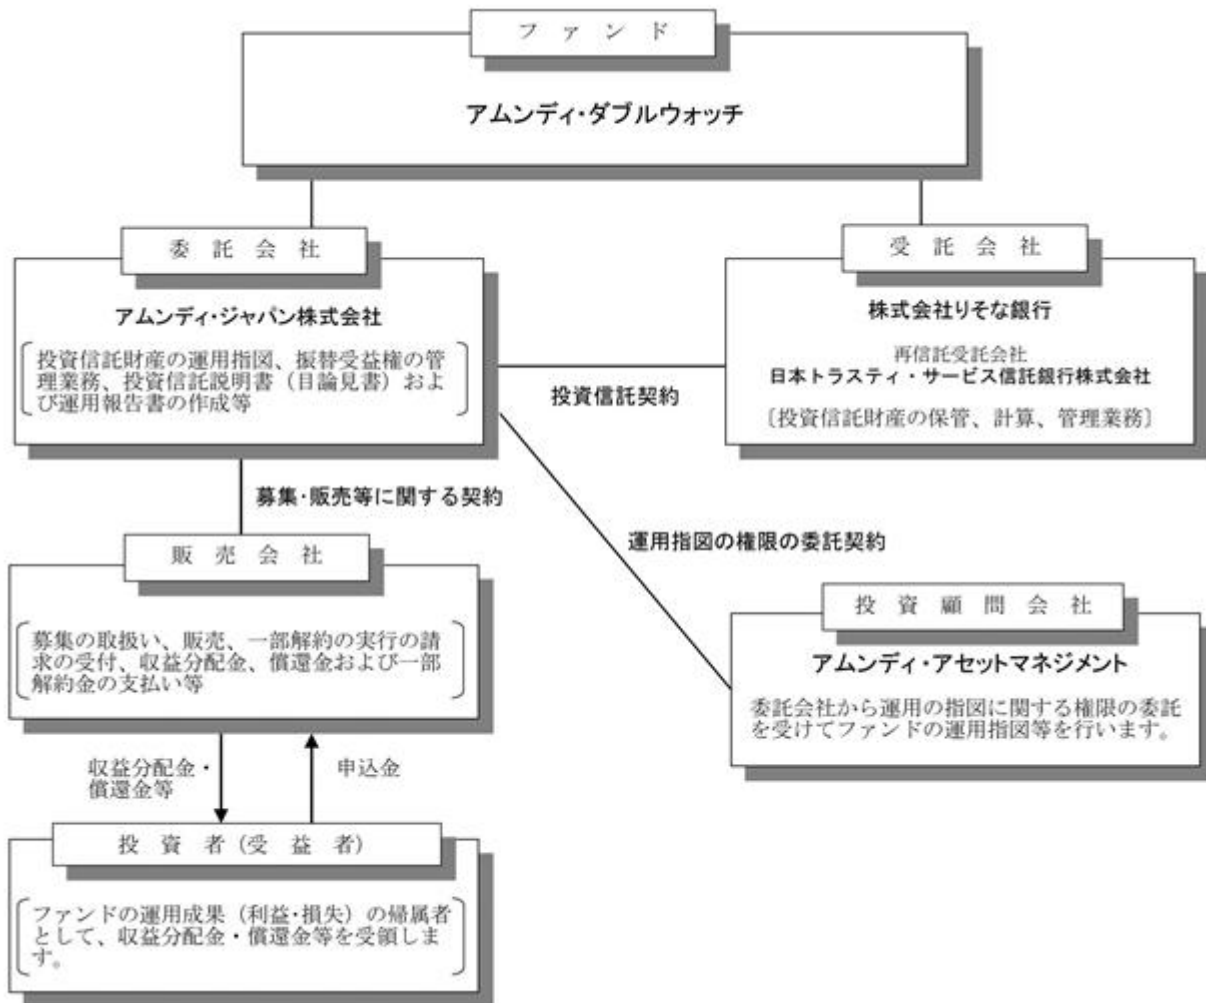 ファンド
アムンディ・ダブルウォッチ
委託会社
アムンディ・ジャパン株式会社
投資信託財産の運用指図、振替受益権の管
理業務、投資信託説明書（目論見書）およ
び運用報告書の作成等
受託会社
株式会社りそな銀行
再信託受託会社
日本トラスティ・サービス信託銀行株式会社
〔投資信託財産の保管、計算、管理業務〕
投資信託契約
募集・販売等に関する契約
運用指図の権限の委託契約
販売会社
募集の取扱い、販売、一部解約の実行の請
求の受付、収益分配金、償還金および一部
解約金の支払い等
投資顧問会社
アムンディ・アセットマネジメント
委託会社から運用の指図に関する権限の委託
を受けてファンドの運用指図等を行います。
収益分配金・
償還金等
申込金
投資者（受益者）
ファンドの運用成果（利益・損失）の帰属者
として、収益分配金・償還金等を受領しま
す。